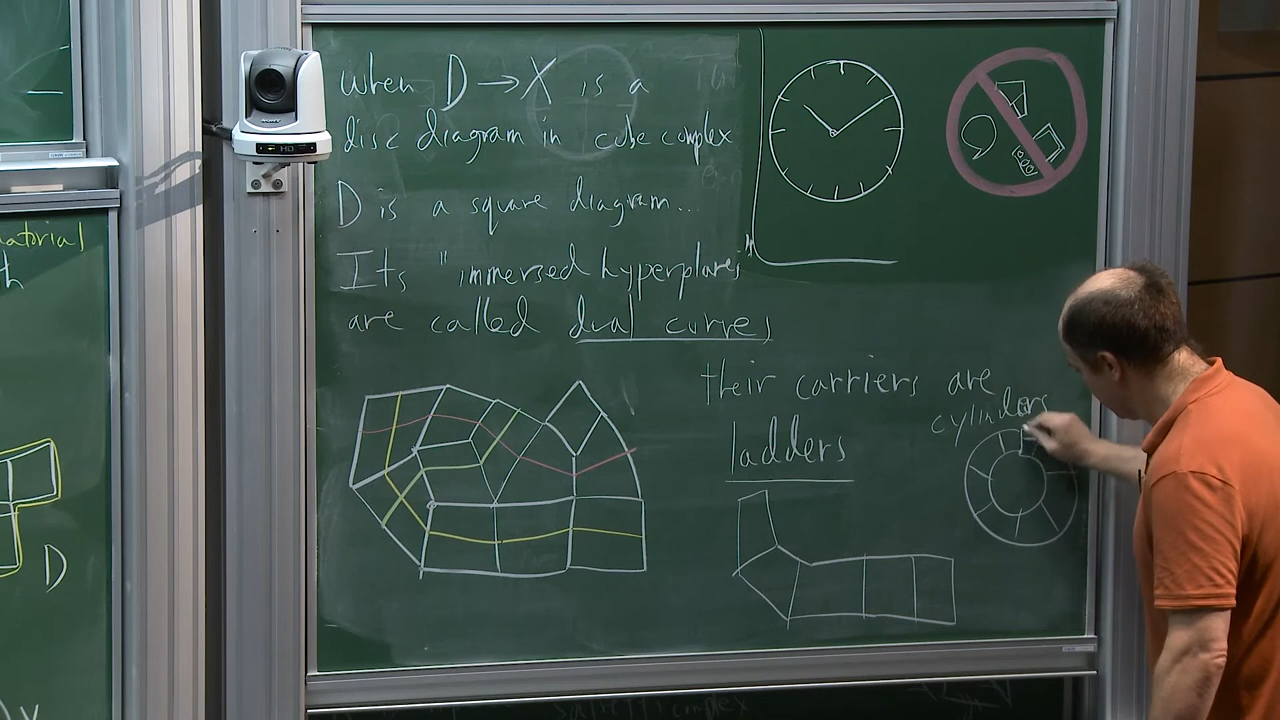 when D → X is a
disc diagram in cube complex
D is a square diagram...
Its "immersed hyperplanes"
are called dual curves
their carriers are
ladders
cylinders
D
HD